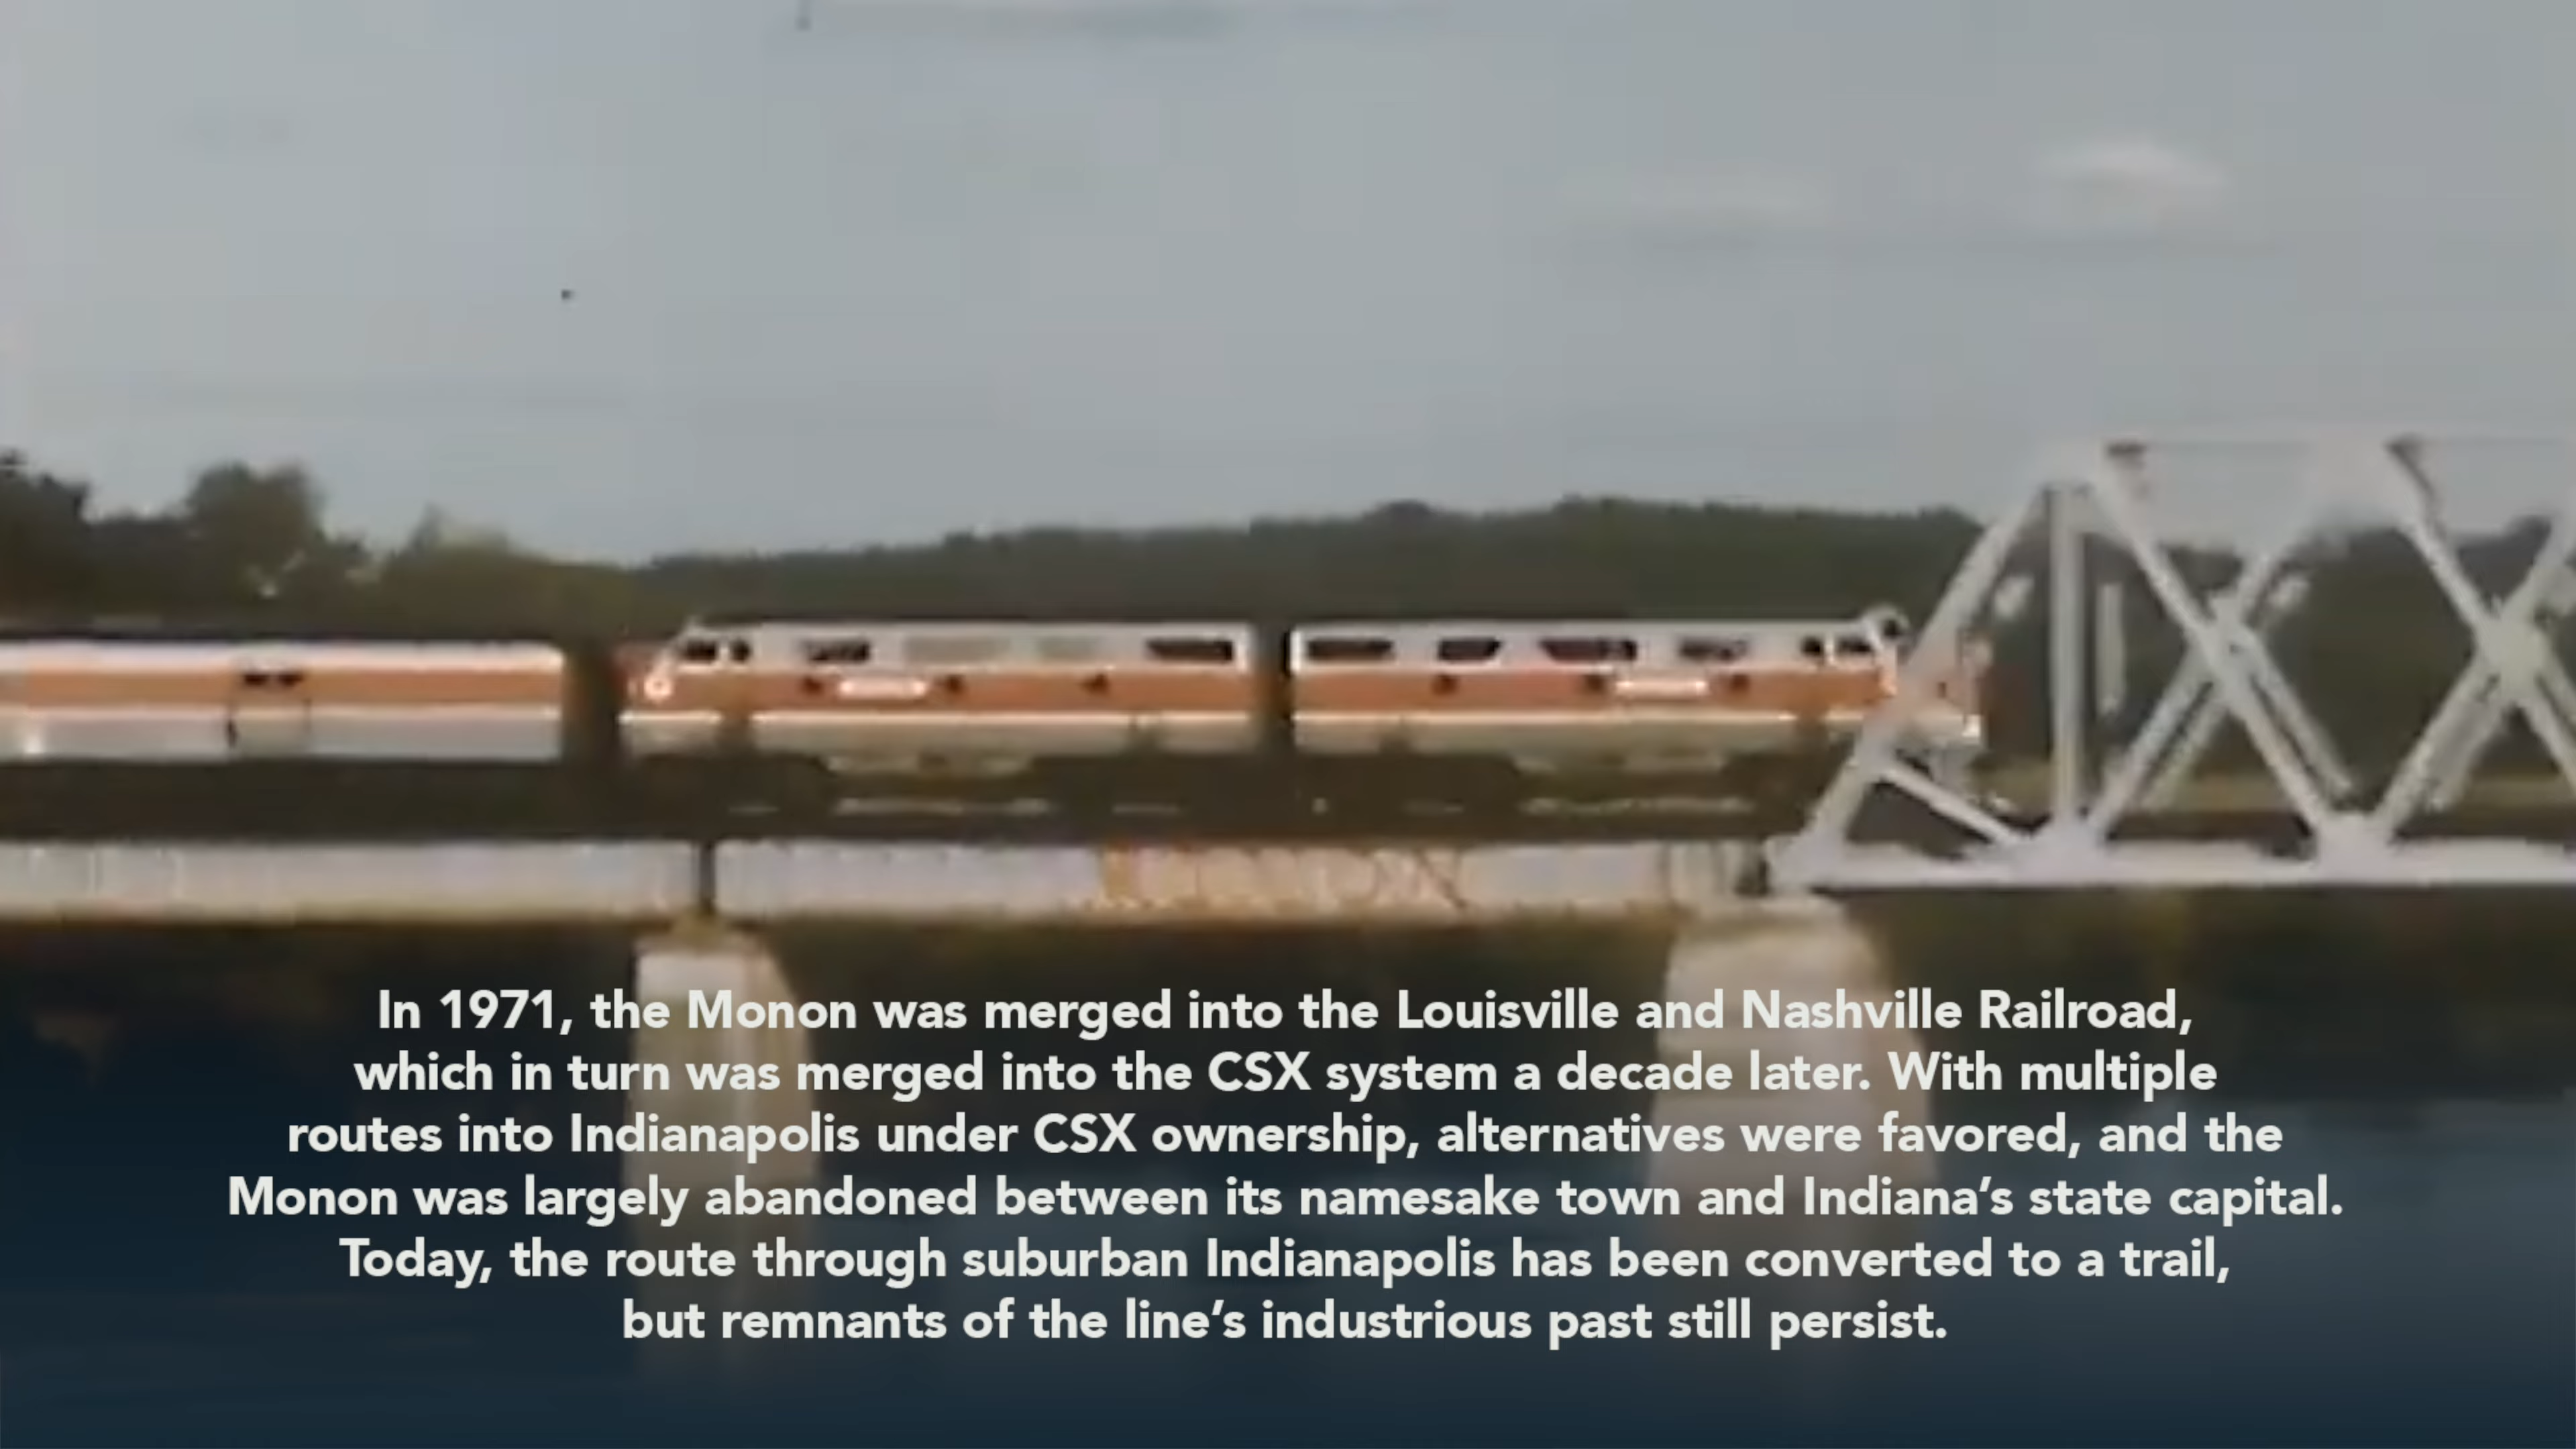 In 1971, the Monon was merged into the Louisville and Nashville Railroad,
which in turn was merged into the CSX system a decade later. With multiple
routes into Indianapolis under CSX ownership, alternatives were favored, and the
Monon was largely abandoned between its namesake town and Indiana’s state capital.
Today, the route through suburban Indianapolis has been converted to a trail,
but remnants of the line’s industrious past still persist.